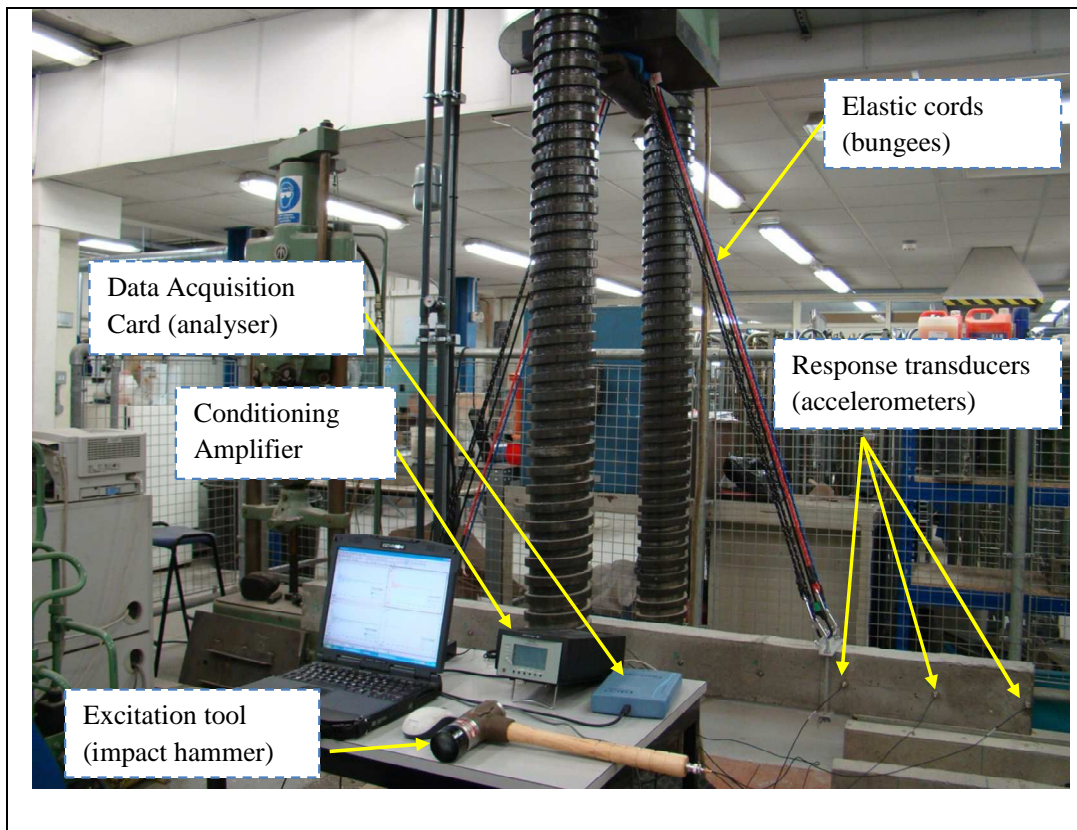 Elastic cords
(bungees)
Data Acquisition
Card (analyser)
Response transducers
(accelerometers)
Conditioning
Amplifier
Excitation tool
(impact hammer)